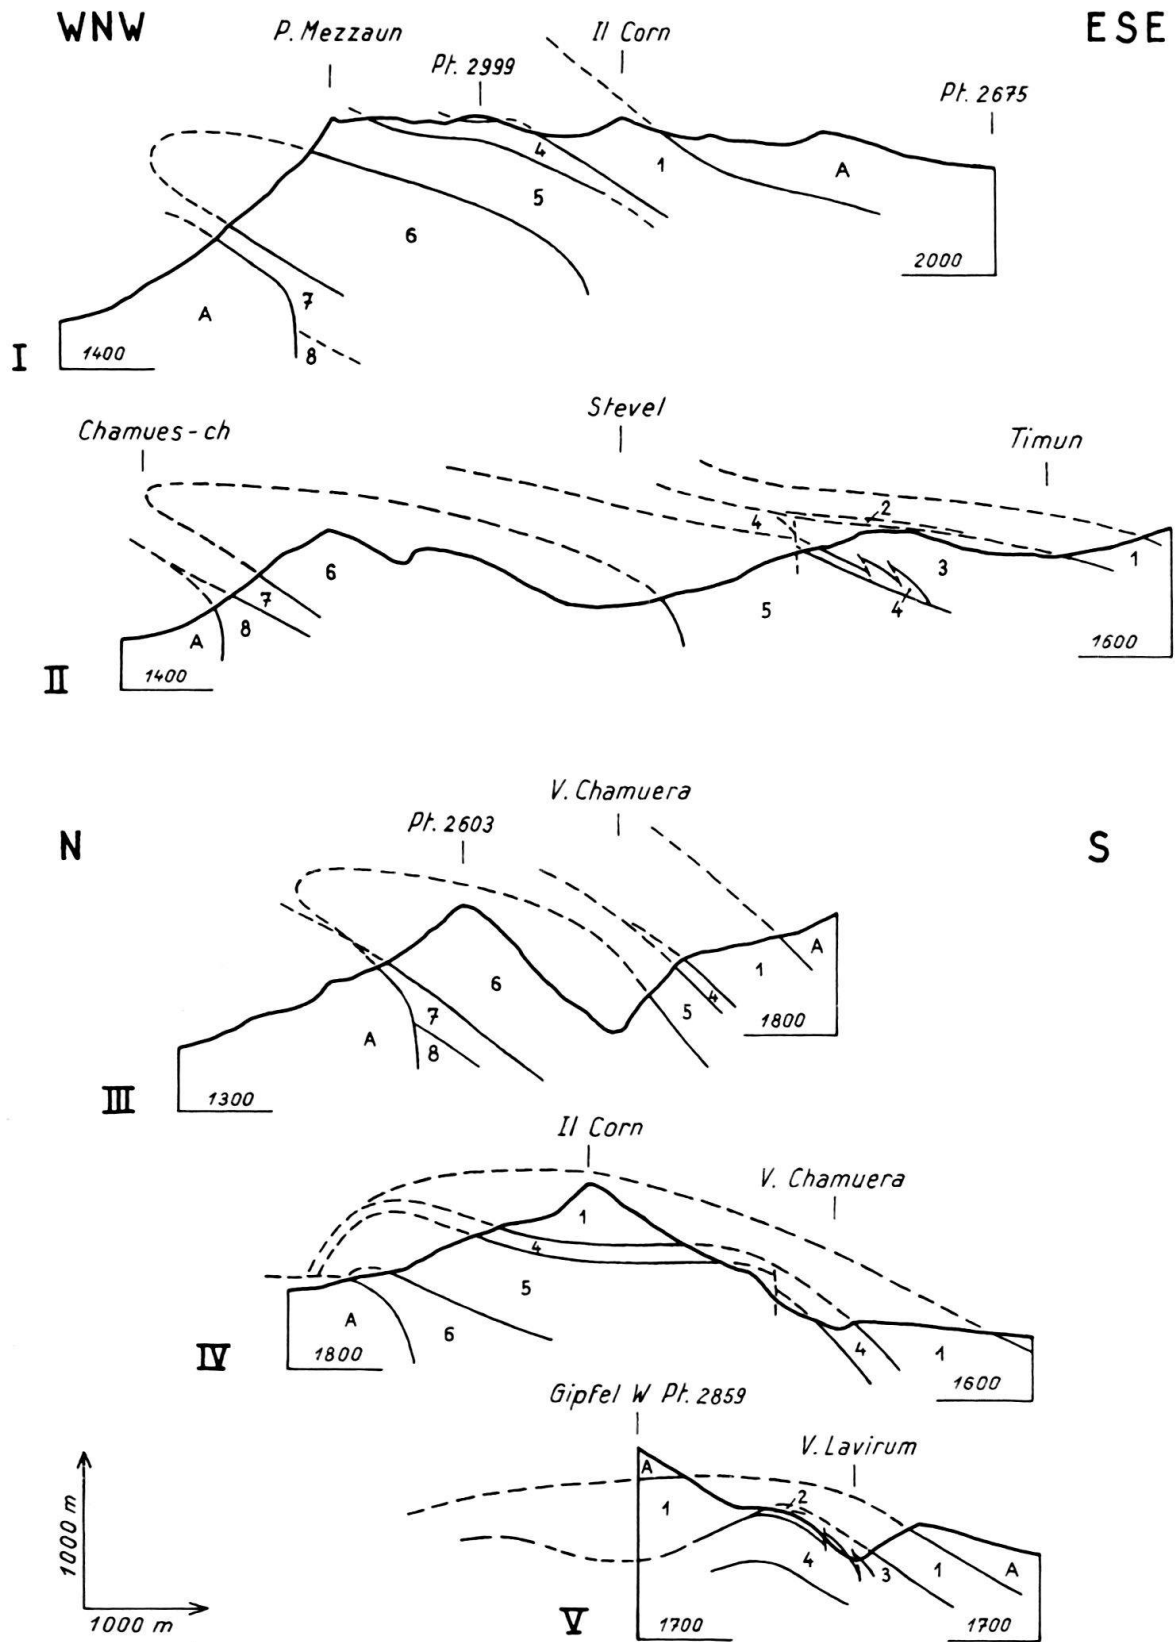 WNW
ESE
P. Mezzaun
Il Corn
Pt. 2999
Pt. 2675
4
1
A
5
6
2000
7
A
8
1400
I
Stevel
Chamues-ch
Timun
2
4
1
6
3
7
5
4
8
A
1400
1600
II
V. Chamuera
Pt. 2603
N
S
A
1
6
4
5
7
1800
A
8
1300
III
Il Corn
V. Chamuera
1
4
5
A
6
4
1
1800
1600
IV
Gipfel W Pt. 2859
V. Lavirum
A
2
1
4
3
1
A
1000 m
1700
1700
1000 m
V